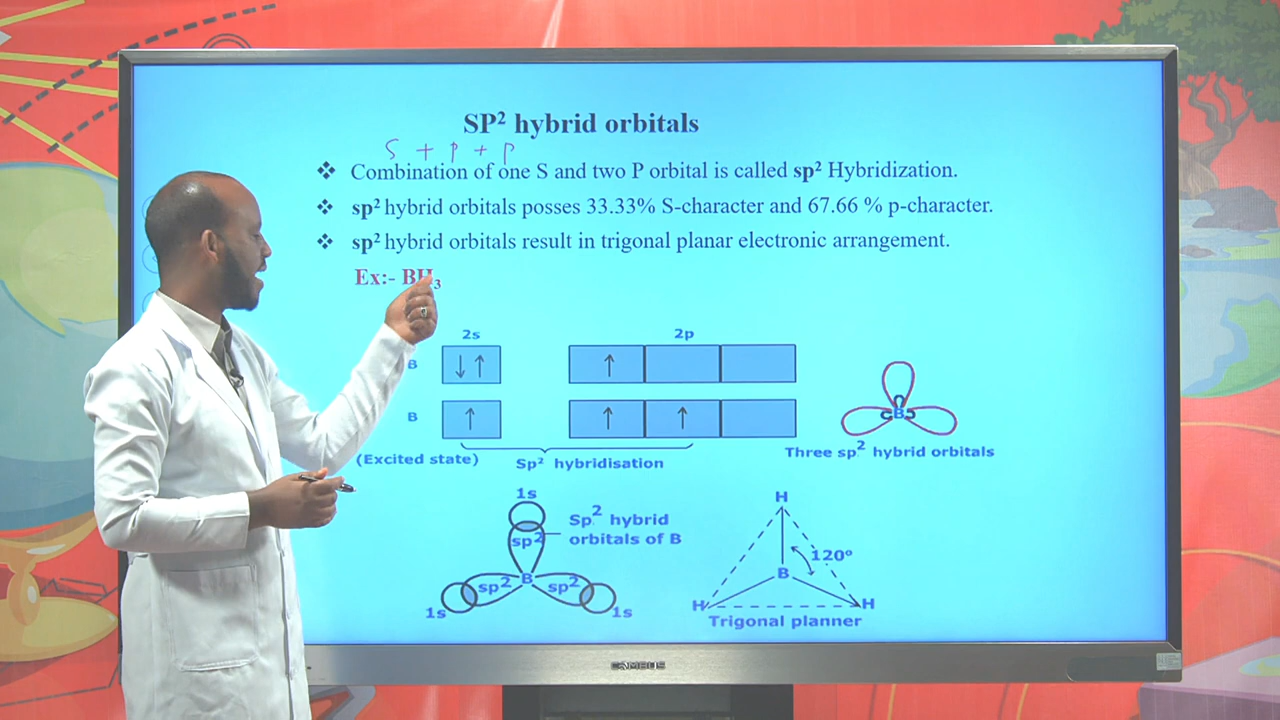 SP² hybrid orbitals
S + P + P
❖ Combination of one S and two P orbital is called sp² Hybridization.
❖ sp² hybrid orbitals posses 33.33% S-character and 67.66 % p-character.
❖ sp² hybrid orbitals result in trigonal planar electronic arrangement.
Ex:- BH₃
2s 2p
B ↓↑ ↑
B ↑ ↑ ↑
B
(Excited state) Sp² hybridisation
Three sp² hybrid orbitals
1s
sp²
Sp² hybrid
orbitals of B
sp² B sp²
1s 1s
H
120°
B
H H
Trigonal planner